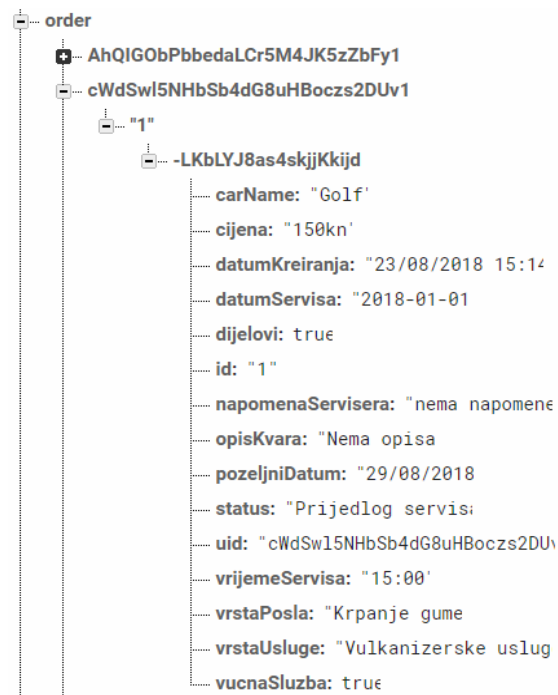 order
AhQIGObPbbedaLCr5M4JK5zZbFy1
cWdSwl5NHbSb4dG8uHBoczs2DUv1
"1"
-LKbLYJ8as4skjjKkijd
carName: "Golf'
cijena: "150kn'
datumKreiranja: "23/08/2018 15:14
datumServisa: "2018-01-01
dijelovi: true
id: "1"
napomenaServisera: "nema napomene
opisKvara: "Nema opisa
pozeljniDatum: "29/08/2018
status: "Prijedlog servisa
uid: "cWdSwl5NHbSb4dG8uHBoczs2DUv
vrijemeServisa: "15:00'
vrstaPosla: "Krpanje gume
vrstaUsluge: "Vulkanizerske uslug
vucnaSluzba: true